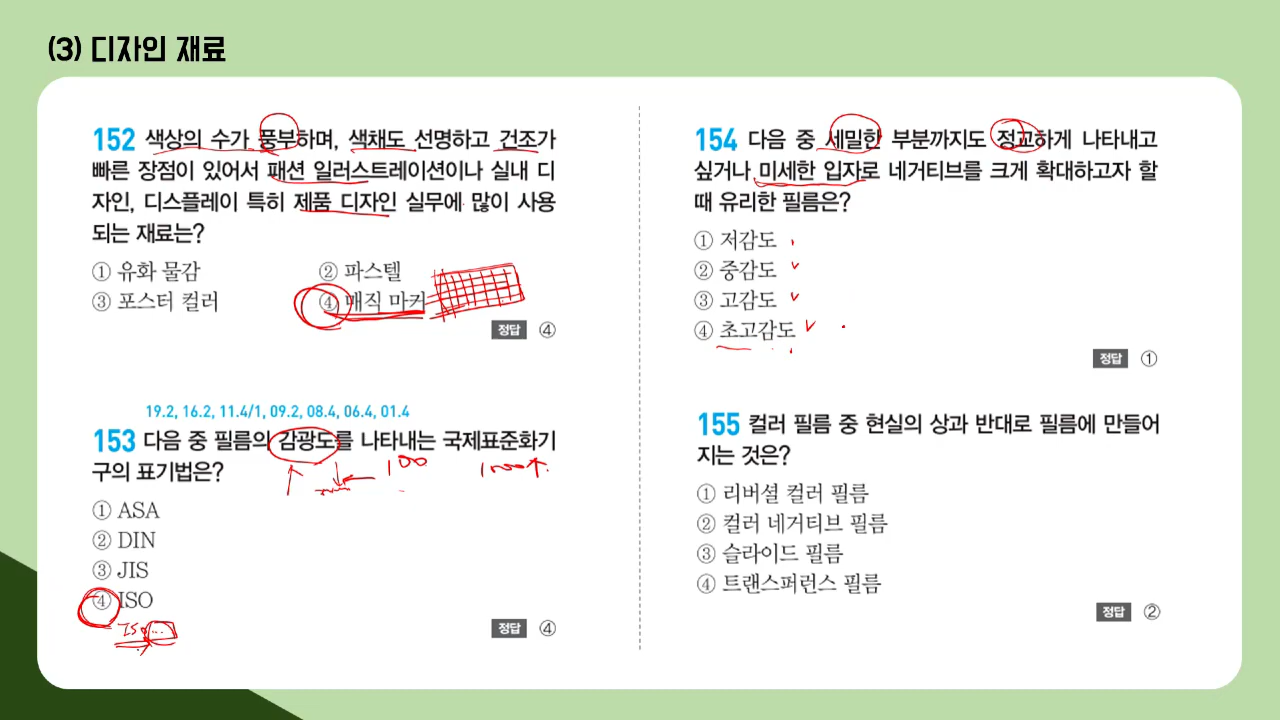 (3) 디자인 재료
152 색상의 수가 풍부하며, 색채도 선명하고 건조가
빠른 장점이 있어서 패션 일러스트레이션이나 실내 디
자인, 디스플레이 특히 제품 디자인 실무에 많이 사용
되는 재료는?
① 유화 물감 ② 파스텔
③ 포스터 컬러 ④ 매직 마커
정답 ④
19.2, 16.2, 11.4/1, 09.2, 08.4, 06.4, 01.4
153 다음 중 필름의 감광도를 나타내는 국제표준화기
구의 표기법은?
100 1000
① ASA
② DIN
③ JIS
④ ISO
ISO
정답 ④
154 다음 중 세밀한 부분까지도 정교하게 나타내고
싶거나 미세한 입자로 네거티브를 크게 확대하고자 할
때 유리한 필름은?
① 저감도
② 중감도
③ 고감도
④ 초고감도
정답 ①
155 컬러 필름 중 현실의 상과 반대로 필름에 만들어
지는 것은?
① 리버셜 컬러 필름
② 컬러 네거티브 필름
③ 슬라이드 필름
④ 트랜스퍼런스 필름
정답 ②